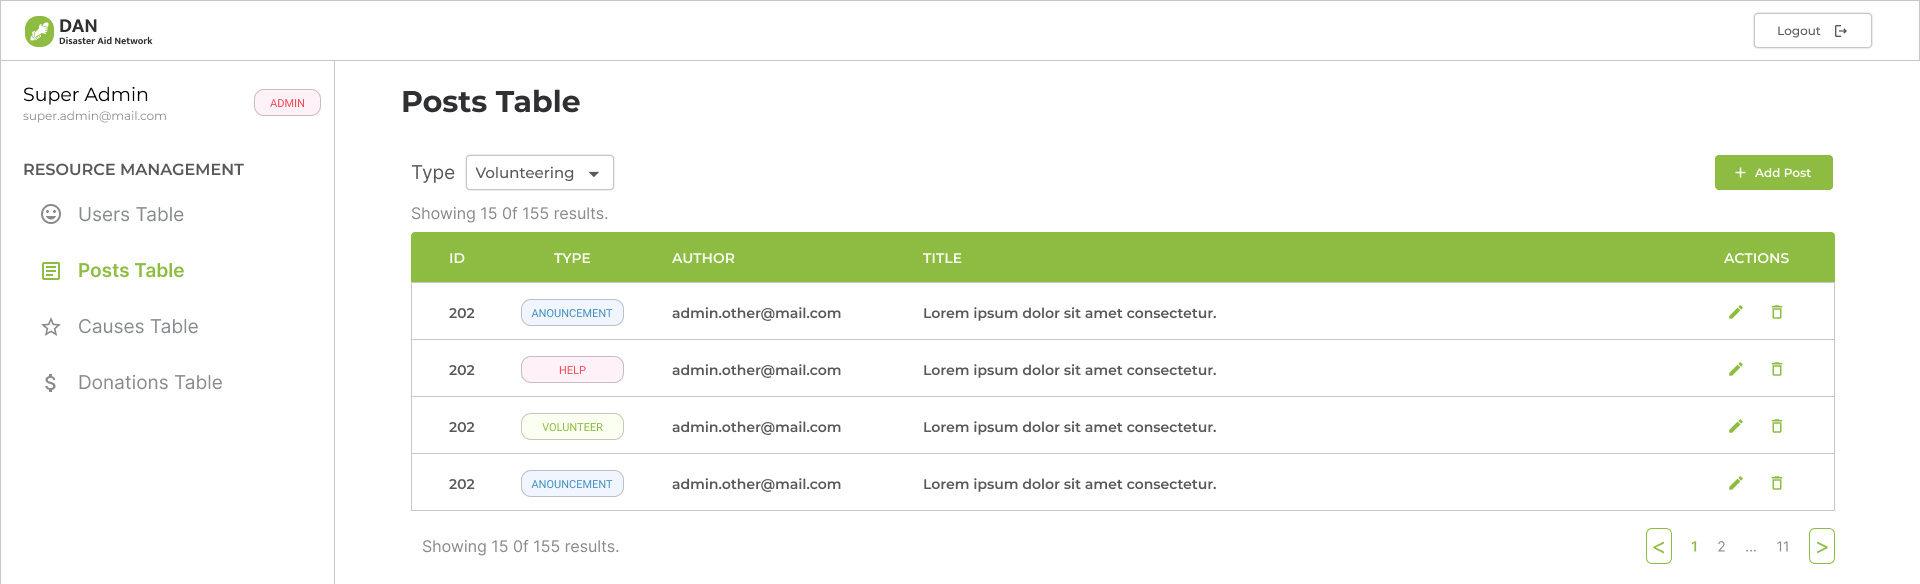 DAN
Disaster Aid Network
Logout
Super Admin
super.admin@mail.com
ADMIN
RESOURCE MANAGEMENT
Users Table
Posts Table
Causes Table
Donations Table
Posts Table
Type Volunteering
+ Add Post
Showing 15 0f 155 results.
ID TYPE AUTHOR TITLE ACTIONS
202 ANOUNCEMENT admin.other@mail.com Lorem ipsum dolor sit amet consectetur.
202 HELP admin.other@mail.com Lorem ipsum dolor sit amet consectetur.
202 VOLUNTEER admin.other@mail.com Lorem ipsum dolor sit amet consectetur.
202 ANOUNCEMENT admin.other@mail.com Lorem ipsum dolor sit amet consectetur.
Showing 15 0f 155 results.
< 1 2 ... 11 >